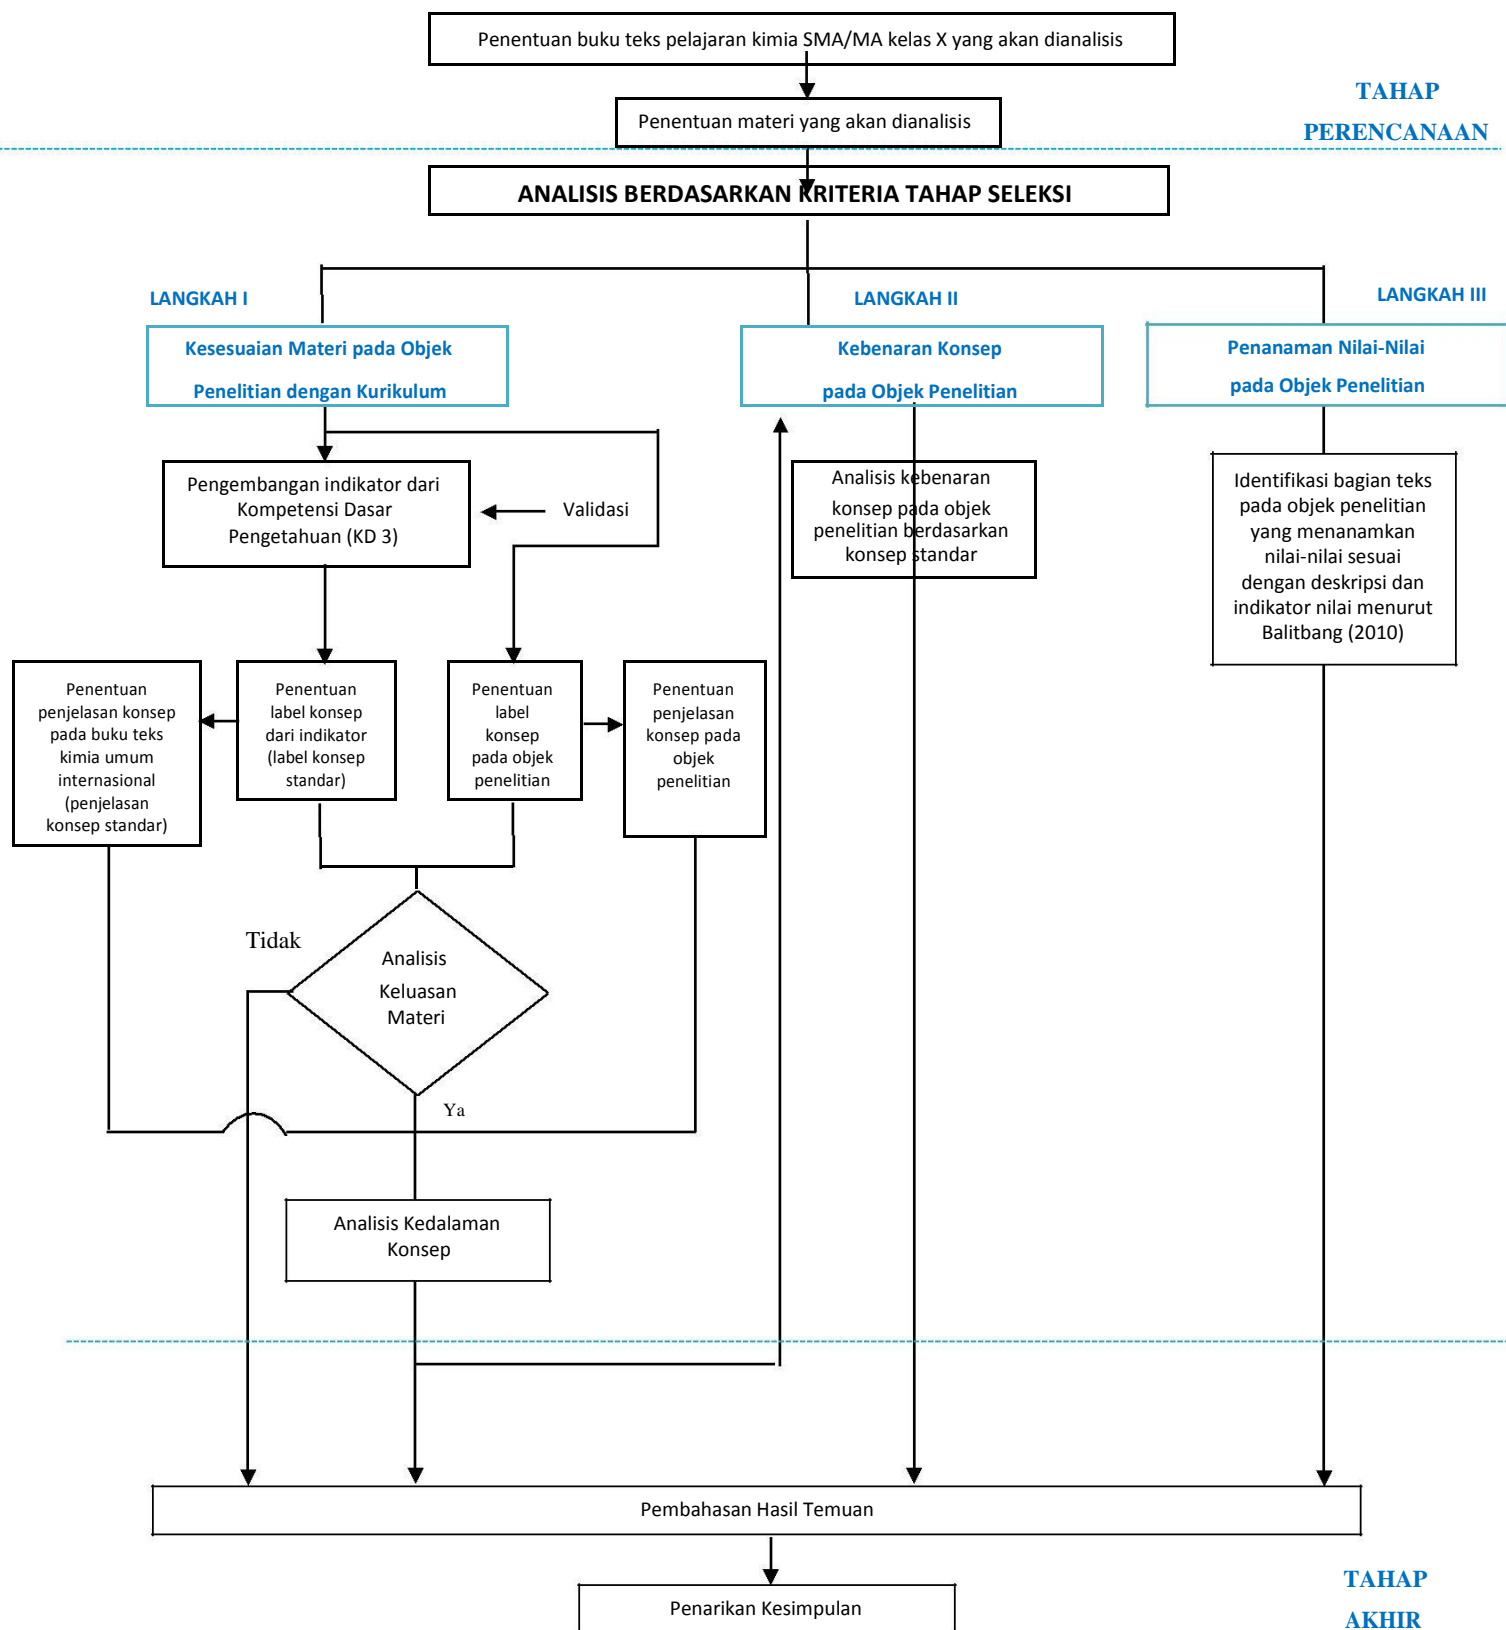 Penentuan buku teks pelajaran kimia SMA/MA kelas X yang akan dianalisis
TAHAP
PERENCANAAN
Penentuan materi yang akan dianalisis
ANALISIS BERDASARKAN KRITERIA TAHAP SELEKSI
LANGKAH I
LANGKAH II
LANGKAH III
Kesesuaian Materi pada Objek
Penelitian dengan Kurikulum
Kebenaran Konsep
pada Objek Penelitian
Penanaman Nilai-Nilai
pada Objek Penelitian
Pengembangan indikator dari
Kompetensi Dasar
Pengetahuan (KD 3)
Validasi
Analisis kebenaran
konsep pada objek
penelitian berdasarkan
konsep standar
Identifikasi bagian teks
pada objek penelitian
yang menanamkan
nilai-nilai sesuai
dengan deskripsi dan
indikator nilai menurut
Balitbang (2010)
Penentuan
penjelasan konsep
pada buku teks
kimia umum
internasional
(penjelasan
konsep standar)
Penentuan
label konsep
dari indikator
(label konsep
standar)
Penentuan
label
konsep
pada objek
penelitian
Penentuan
penjelasan
konsep pada
objek
penelitian
Tidak
Analisis
Keluasan
Materi
Ya
Analisis Kedalaman
Konsep
Pembahasan Hasil Temuan
Penarikan Kesimpulan
TAHAP
AKHIR